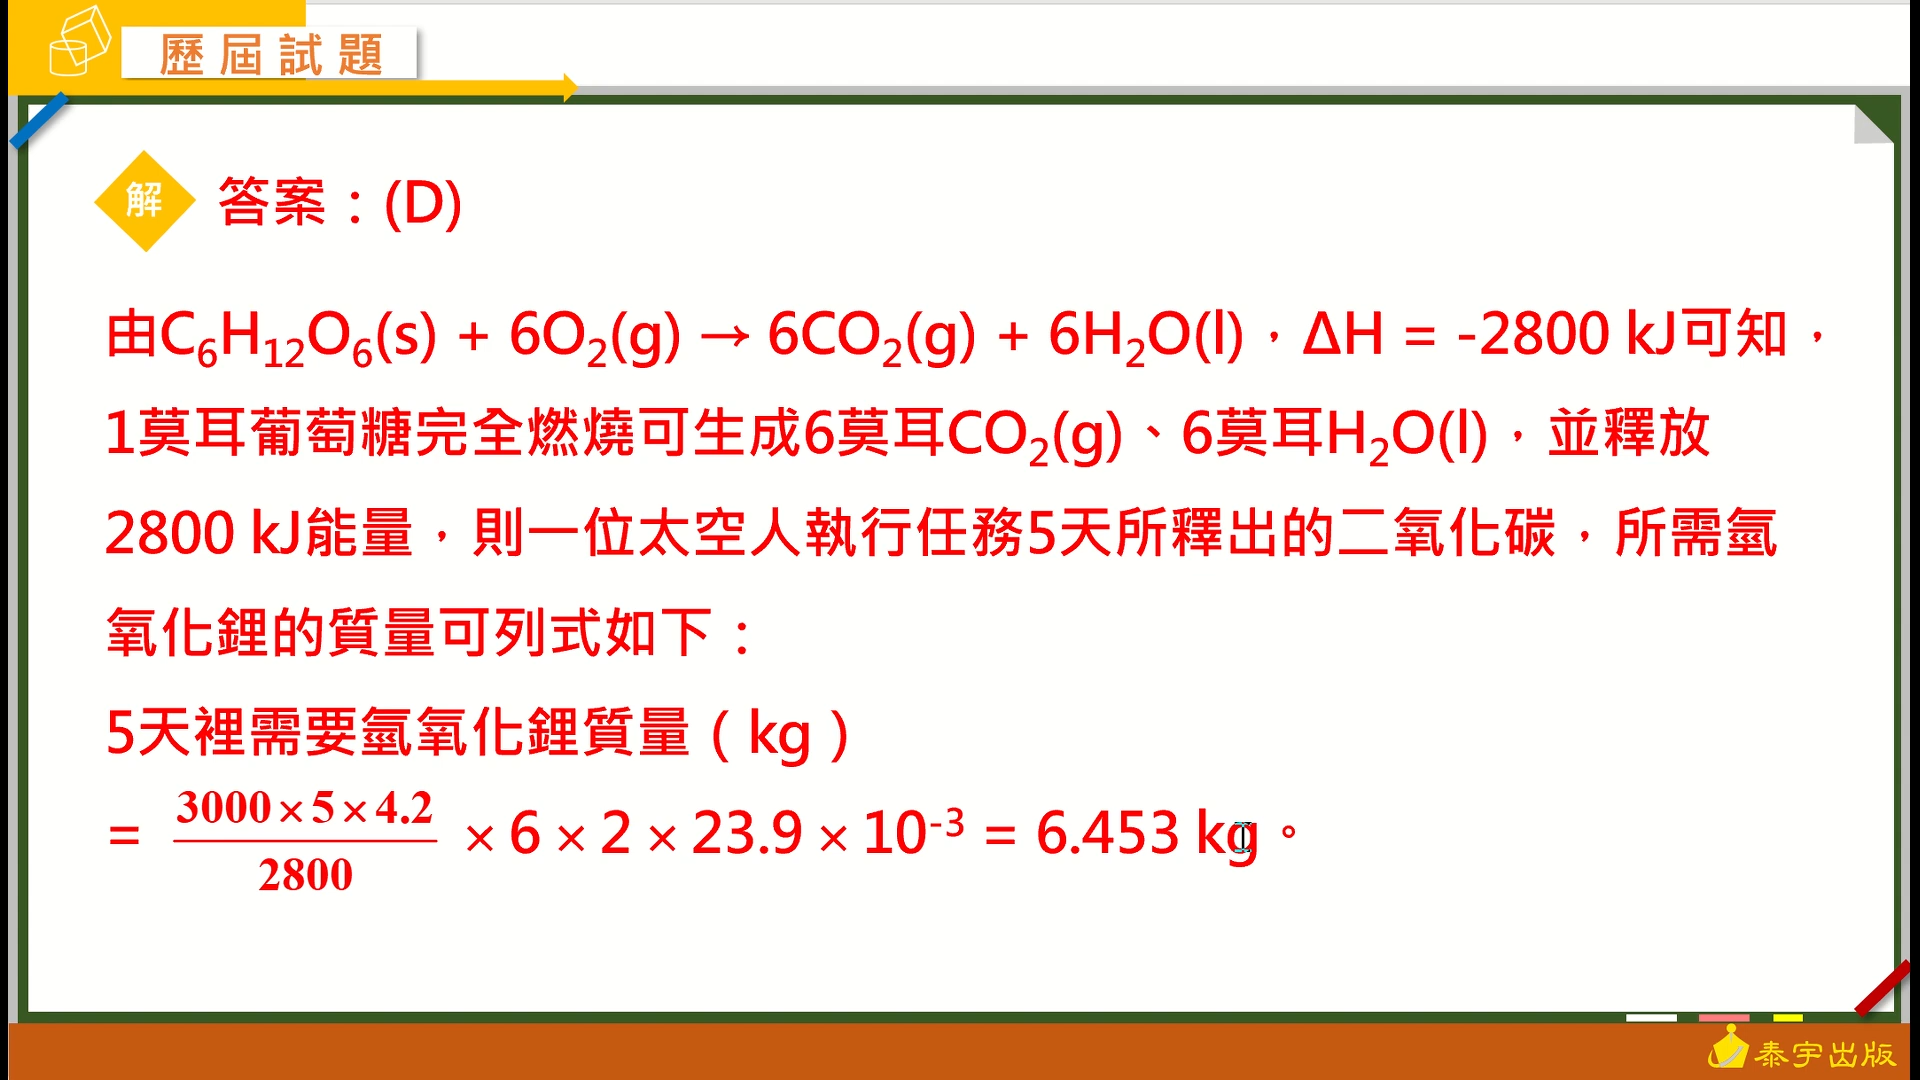 歷屆試題
解 答案：(D)
由C₆H₁₂O₆(s) + 6O₂(g) → 6CO₂(g) + 6H₂O(l)，ΔH = -2800 kJ可知，
1莫耳葡萄糖完全燃燒可生成6莫耳CO₂(g)、6莫耳H₂O(l)，並釋放
2800 kJ能量，則一位太空人執行任務5天所釋出的二氧化碳，所需氫
氧化鋰的質量可列式如下：
5天裡需要氫氧化鋰質量（kg）
= 3000×5×4.2 / 2800 × 6 × 2 × 23.9 × 10⁻³ = 6.453 kg。
泰宇出版